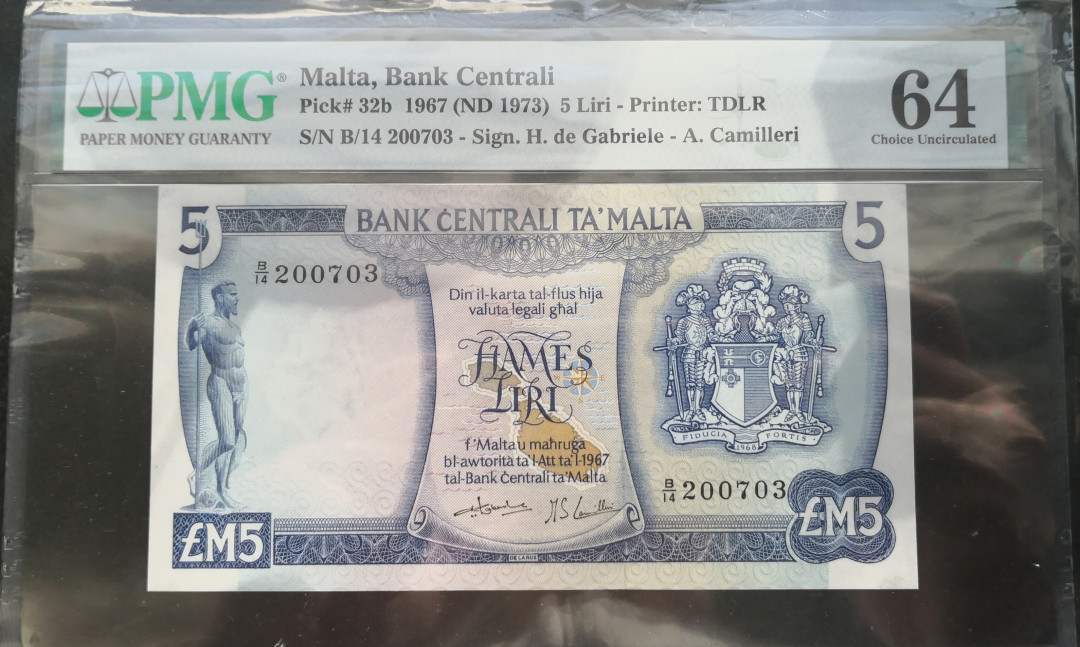 PMG®
PAPER MONEY GUARANTY
Malta, Bank Centrali
Pick# 32b 1967 (ND 1973) 5 Liri - Printer: TDLR
S/N B/14 200703 - Sign. H. de Gabriele - A. Camilleri
64
Choice Uncirculated
5
BANK ĊENTRALI TA' MALTA
5
B/14 200703
Din il-karta tal-flus hija
valuta legali għal
ĦAMES
LIRI
f'Malta u maħruġa
bl-awtorità ta 'l-Att ta' l-1967
tal-Bank Ċentrali ta' Malta
FIDUCIA 1966 FORTIS
B/14 200703
£M5
£M5